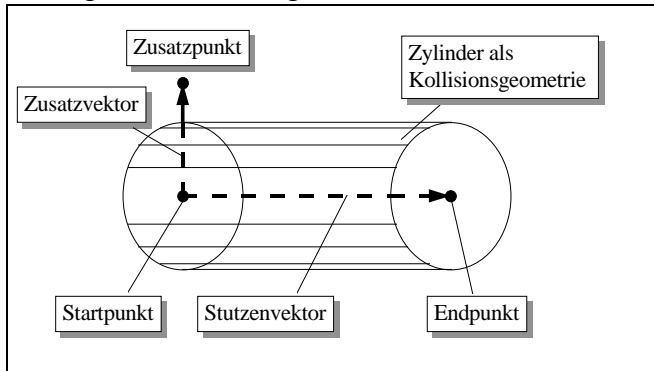 Zusatzpunkt
Zylinder als
Kollisionsgeometrie
Zusatzvektor
Startpunkt
Stutzenvektor
Endpunkt